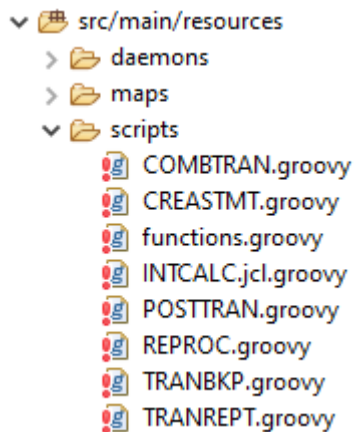 src/main/resources
daemons
maps
scripts
COMBTRAN.groovy
CREASTMT.groovy
functions.groovy
INTCALC.jcl.groovy
POSTTRAN.groovy
REPROC.groovy
TRANBKP.groovy
TRANREPT.groovy